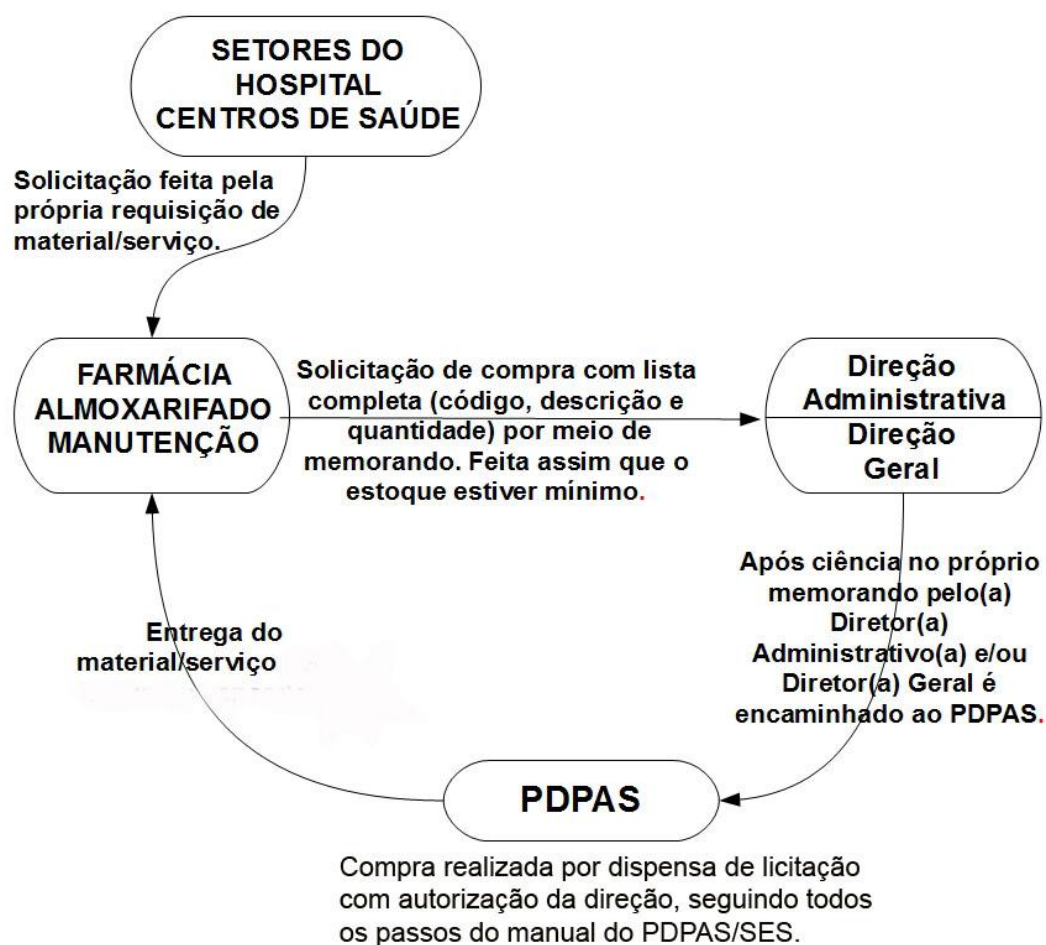 SETORES DO
HOSPITAL
CENTROS DE SAÚDE
Solicitação feita pela
própria requisição de
material/serviço.
FARMÁCIA
ALMOXARIFADO
MANUTENÇÃO
Solicitação de compra com lista
completa (código, descrição e
quantidade) por meio de
memorando. Feita assim que o
estoque estiver mínimo.
Direção
Administrativa
Direção
Geral
Após ciência no próprio
memorando pelo(a)
Diretor(a)
Administrativo(a) e/ou
Diretor(a) Geral é
encaminhado ao PDPAS.
Entrega do
material/serviço
PDPAS
Compra realizada por dispensa de licitação
com autorização da direção, seguindo todos
os passos do manual do PDPAS/SES.